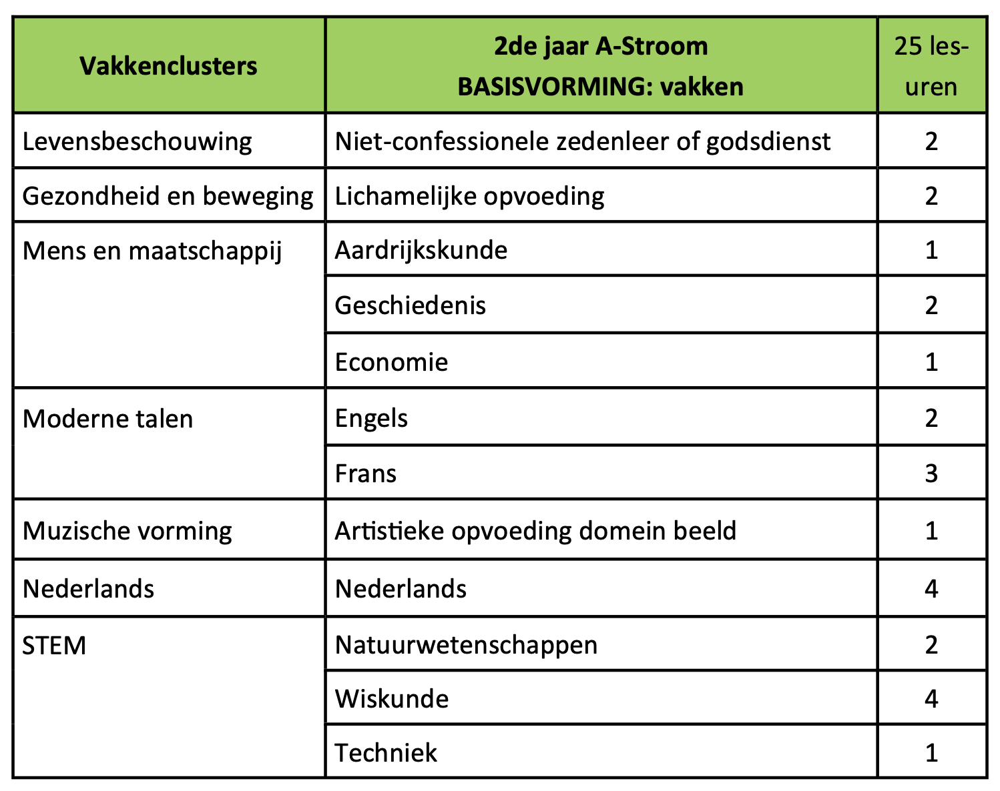 Vakkenclusters
2de jaar A-Stroom
BASISVORMING: vakken
25 les-
uren
Levensbeschouwing
Niet-confessionele zedenleer of godsdienst
2
Gezondheid en beweging
Lichamelijke opvoeding
2
Mens en maatschappij
Aardrijkskunde
1
Geschiedenis
2
Economie
1
Moderne talen
Engels
2
Frans
3
Muzische vorming
Artistieke opvoeding domein beeld
1
Nederlands
Nederlands
4
STEM
Natuurwetenschappen
2
Wiskunde
4
Techniek
1